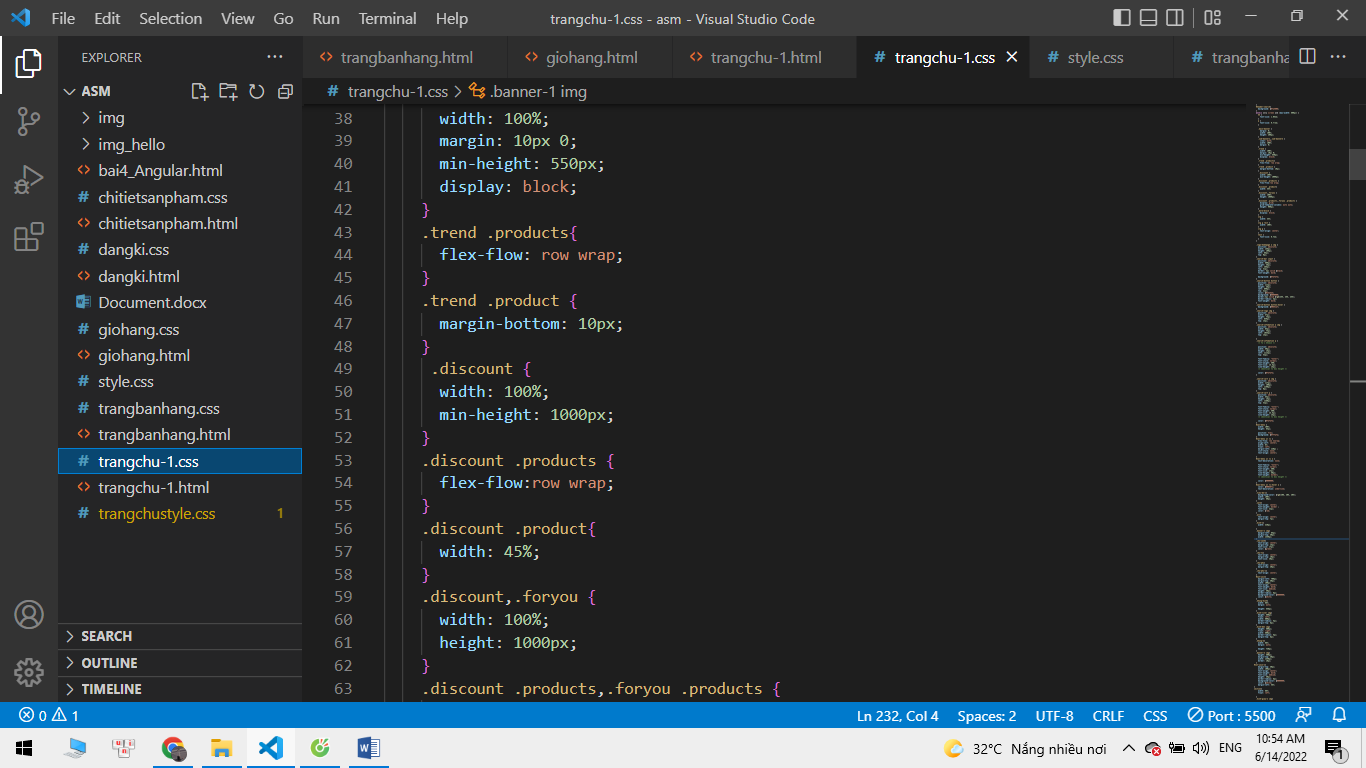 File Edit Selection View Go Run Terminal Help trangchu-1.css - asm - Visual Studio Code
EXPLORER
trangbanhang.html giohang.html trangchu-1.html # trangchu-1.css # style.css # trangbanha
ASM
# trangchu-1.css > .banner-1 img
img
img_hello
bai4_Angular.html
# chitietsanpham.css
chitietsanpham.html
# dangki.css
dangki.html
Document.docx
# giohang.css
giohang.html
# style.css
# trangbanhang.css
trangbanhang.html
# trangchu-1.css
trangchu-1.html
# trangchustyle.css 1
SEARCH
OUTLINE
TIMELINE
38 width: 100%;
39 margin: 10px 0;
40 min-height: 550px;
41 display: block;
42 }
43 .trend .products{
44 flex-flow: row wrap;
45 }
46 .trend .product {
47 margin-bottom: 10px;
48 }
49 .discount {
50 width: 100%;
51 min-height: 1000px;
52 }
53 .discount .products {
54 flex-flow:row wrap;
55 }
56 .discount .product{
57 width: 45%;
58 }
59 .discount,.foryou {
60 width: 100%;
61 height: 1000px;
62 }
63 .discount .products,.foryou .products {
0 1 Ln 232, Col 4 Spaces: 2 UTF-8 CRLF CSS Port : 5500
32°C Nắng nhiều nơi ENG 10:54 AM
6/14/2022
1